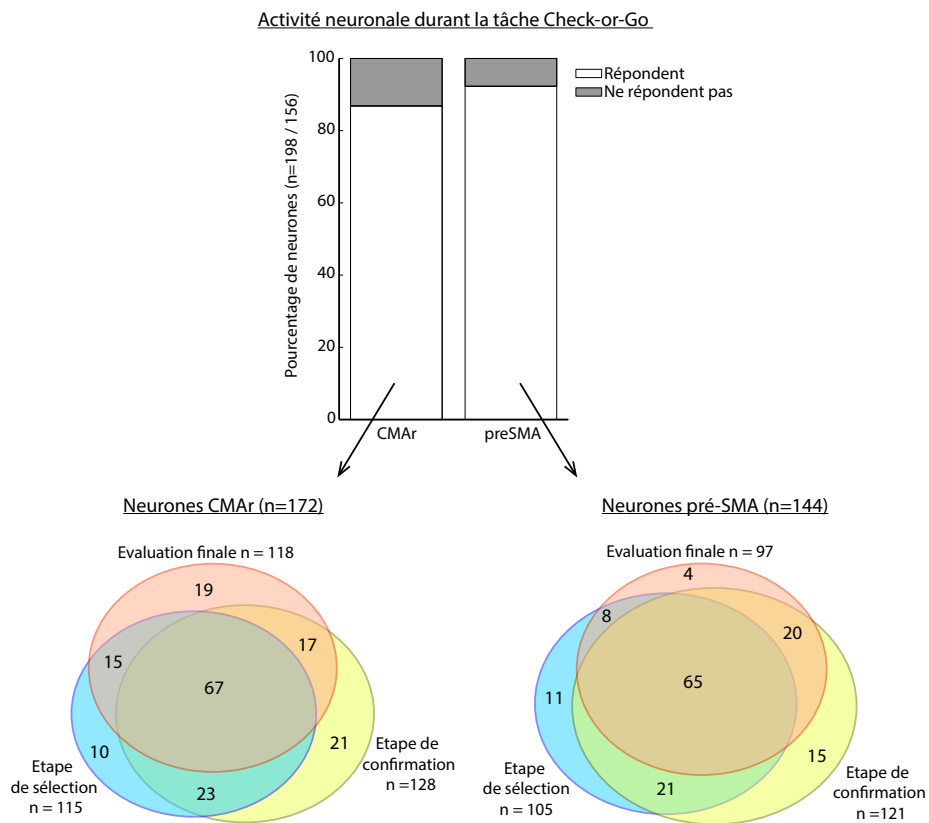 Activité neuronale durant la tâche Check-or-Go
Pourcentage de neurones (n=198 / 156)
100
80
60
40
20
0
CMAr
preSMA
Répondent
Ne répondent pas
Neurones CMAr (n=172)
Evaluation finale n = 118
19
15
17
67
10
21
23
Etape
de sélection
n = 115
Etape de
confirmation
n =128
Neurones pré-SMA (n=144)
Evaluation finale n = 97
4
8
20
65
11
15
21
Etape
de sélection
n = 105
Etape de
confirmation
n =121